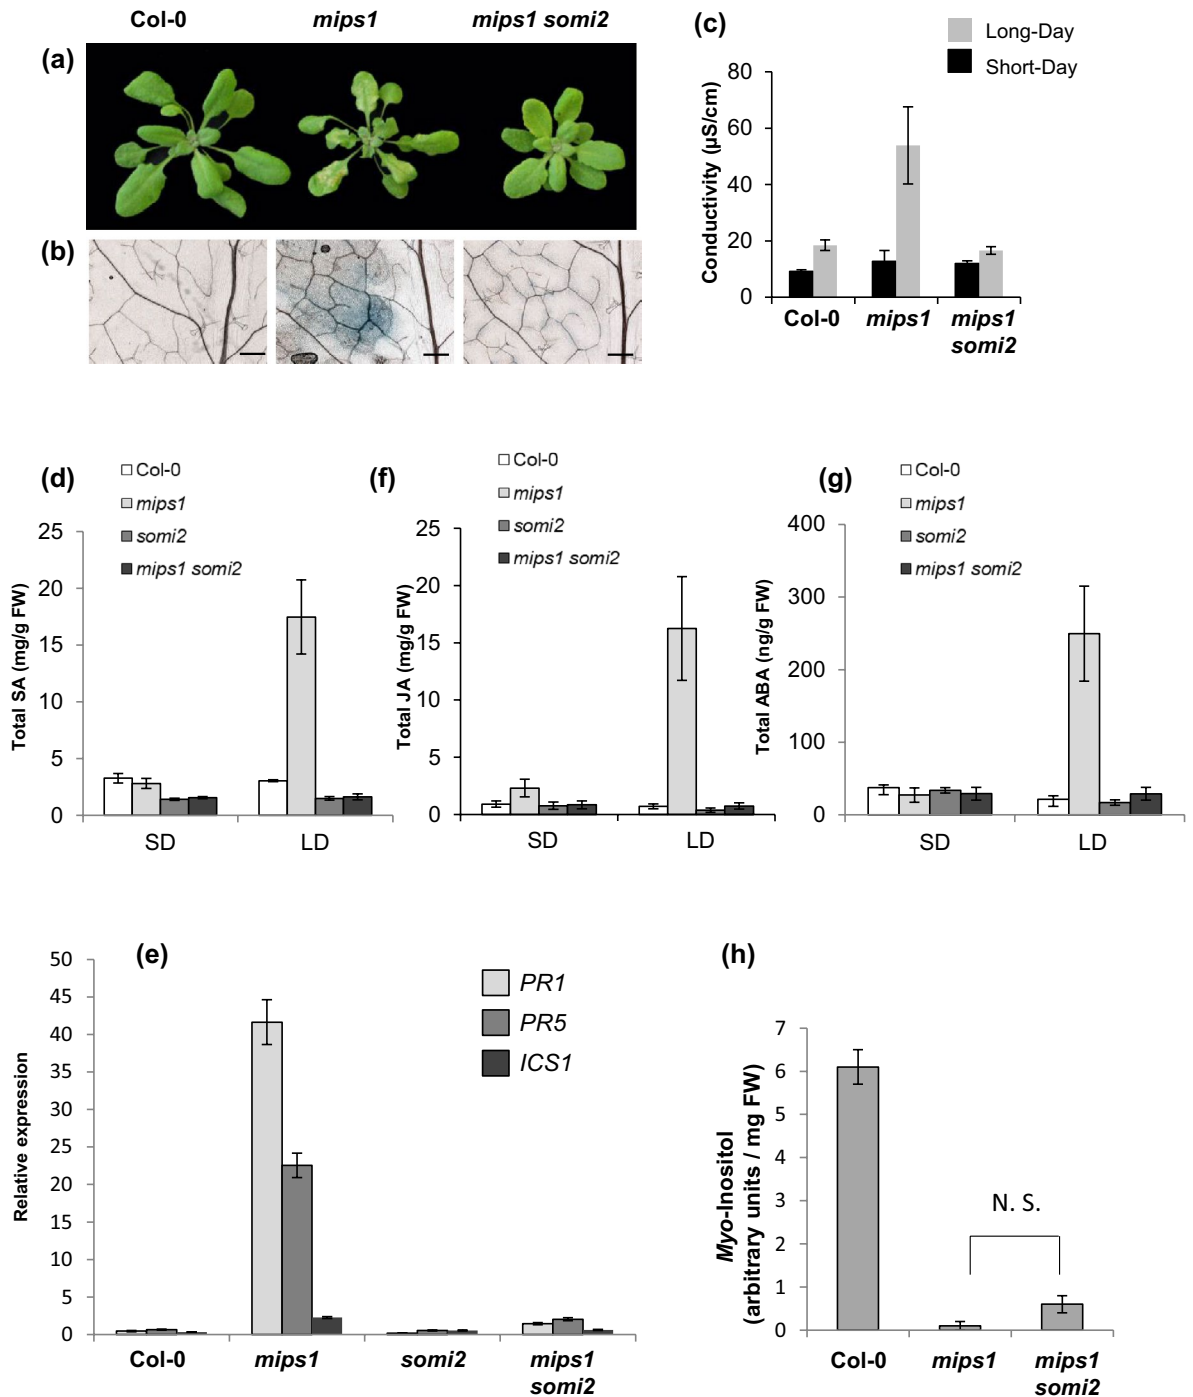 Col-0 mips1 mips1 somi2
(a)
(b)
(c)
Long-Day
Short-Day
Conductivity (µS/cm)
80
60
40
20
0
Col-0 mips1 mips1
somi2
(d)
Col-0
mips1
somi2
mips1 somi2
Total SA (mg/g FW)
25
20
15
10
5
0
SD LD
(f)
Col-0
mips1
somi2
mips1 somi2
Total JA (mg/g FW)
25
20
15
10
5
0
SD LD
(g)
Col-0
mips1
somi2
mips1 somi2
Total ABA (ng/g FW)
400
300
200
100
0
SD LD
(e)
PR1
PR5
ICS1
Relative expression
50
45
40
35
30
25
20
15
10
5
0
Col-0 mips1 somi2 mips1
somi2
(h)
Myo-Inositol
(arbitrary units / mg FW)
7
6
5
4
3
2
1
0
N. S.
Col-0 mips1 mips1
somi2